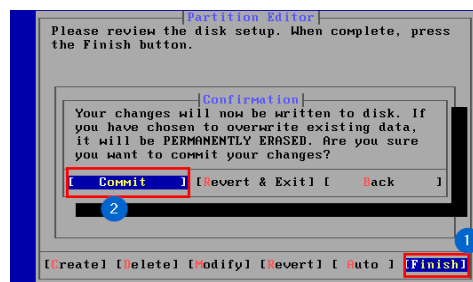 Partition Editor
Please review the disk setup. When complete, press
the Finish button.
Confirmation
Your changes will now be written to disk. If
you have chosen to overwrite existing data,
it will be PERMANENTLY ERASED. Are you sure
you want to commit your changes?
[ Commit ] [Revert & Exit] [ Back ]
2
1
[Create] [Delete] [Modify] [Revert] [ Auto ] [Finish]